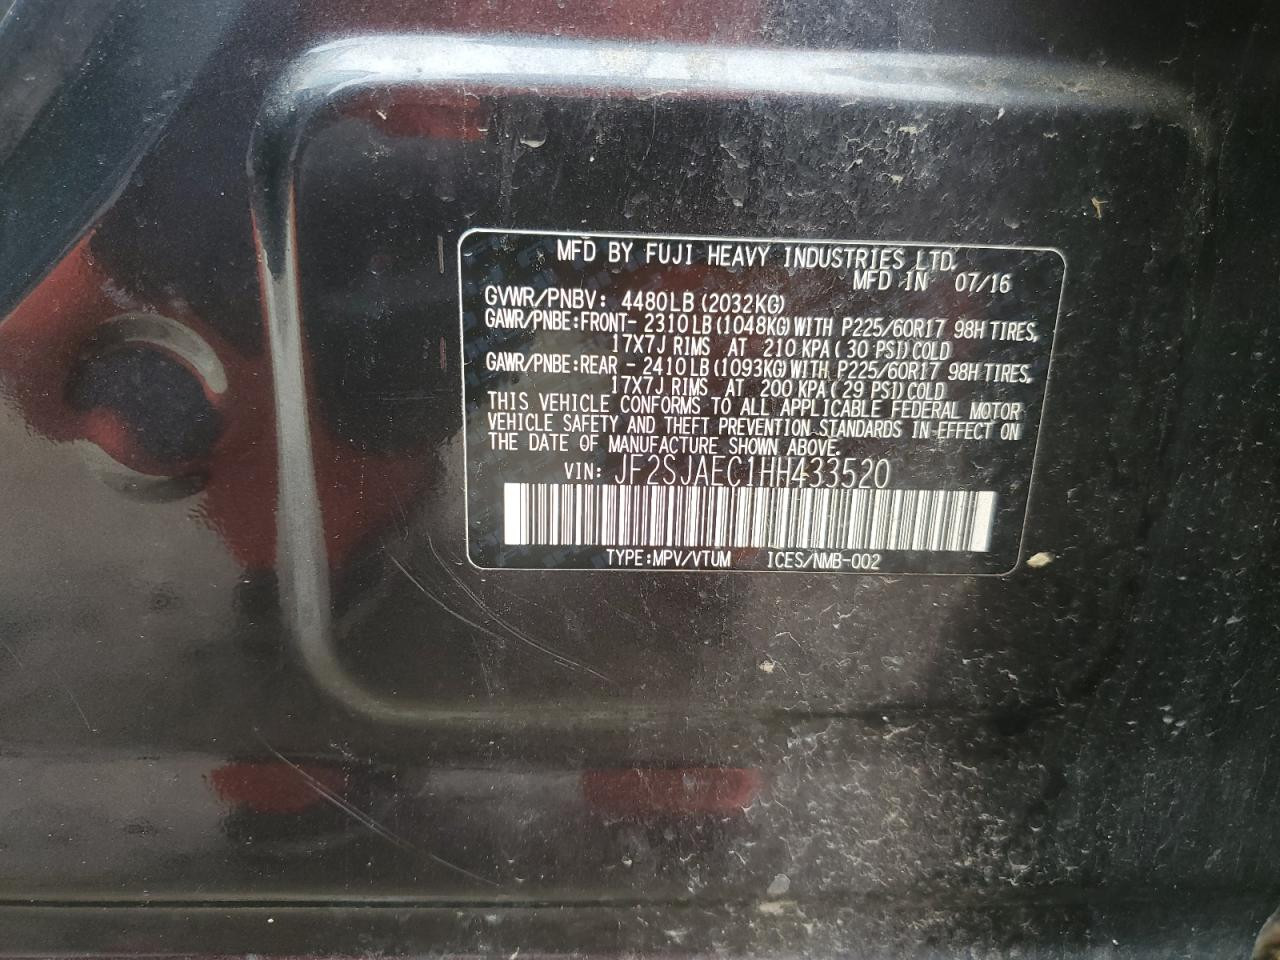 MFD BY FUJI HEAVY INDUSTRIES LTD.
MFD IN 07/16
GVWR/PNBV: 4480LB(2032KG)
GAWR/PNBE:FRONT- 2310LB(1048KG)WITH P225/60R17 98H TIRES,
17X7J RIMS AT 210 KPA(30 PSI)COLD
GAWR/PNBE:REAR - 2410LB(1093KG)WITH P225/60R17 98H TIRES,
17X7J RIMS AT 200 KPA(29 PSI)COLD
THIS VEHICLE CONFORMS TO ALL APPLICABLE FEDERAL MOTOR
VEHICLE SAFETY AND THEFT PREVENTION STANDARDS IN EFFECT ON
THE DATE OF MANUFACTURE SHOWN ABOVE.
VIN: JF2SJAEC1HH433520
TYPE:MPV/VTUM ICES/NMB-002